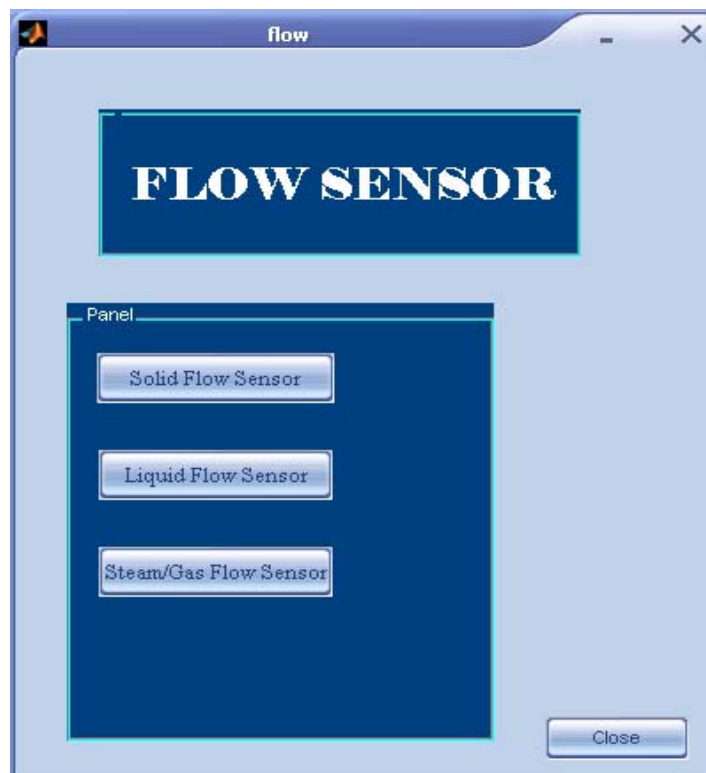 flow
FLOW SENSOR
Panel
Solid Flow Sensor
Liquid Flow Sensor
Steam/Gas Flow Sensor
Close